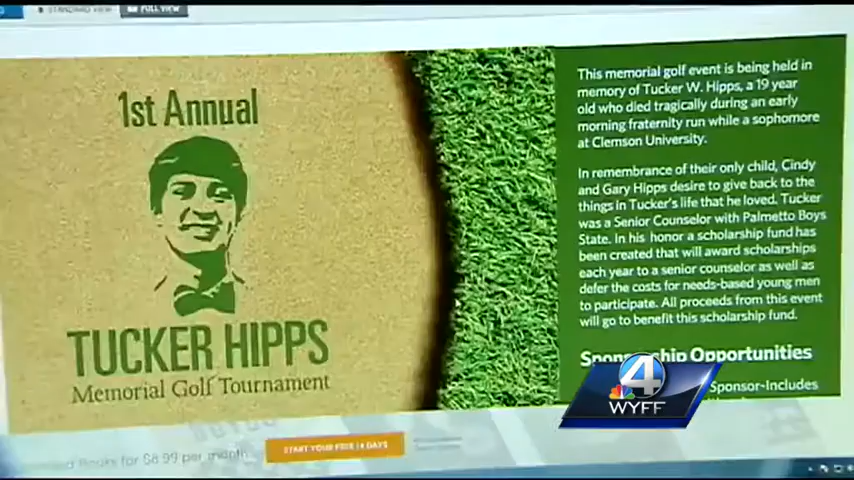 STANDARD VIEW
FULL VIEW
1st Annual
TUCKER HIPPS
Memorial Golf Tournament
This memorial golf event is being held in
memory of Tucker W. Hipps, a 19 year
old who died tragically during an early
morning fraternity run while a sophomore
at Clemson University.
In remembrance of their only child, Cindy
and Gary Hipps desire to give back to the
things in Tucker's life that he loved. Tucker
was a Senior Counselor with Palmetto Boys
State. In his honor a scholarship fund has
been created that will award scholarships
each year to a senior counselor as well as
defer the costs for needs-based young men
to participate. All proceeds from this event
will go to benefit this scholarship fund.
Sponsorship Opportunities
Sponsor-Includes
4
WYFF
Books for $8.99 per month
START YOUR FREE 14 DAYS